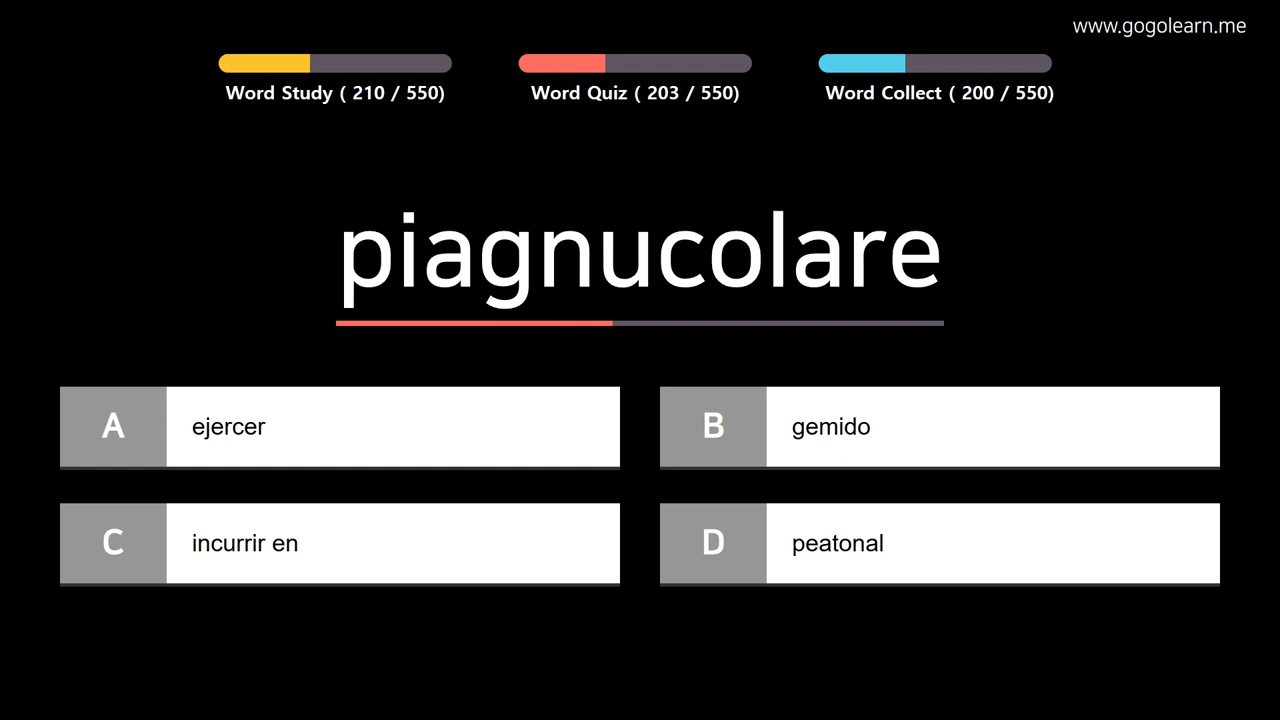 www.gogolearn.me
Word Study ( 210 / 550)
Word Quiz ( 203 / 550)
Word Collect ( 200 / 550)
piagnucolare
A ejercer
B gemido
C incurrir en
D peatonal